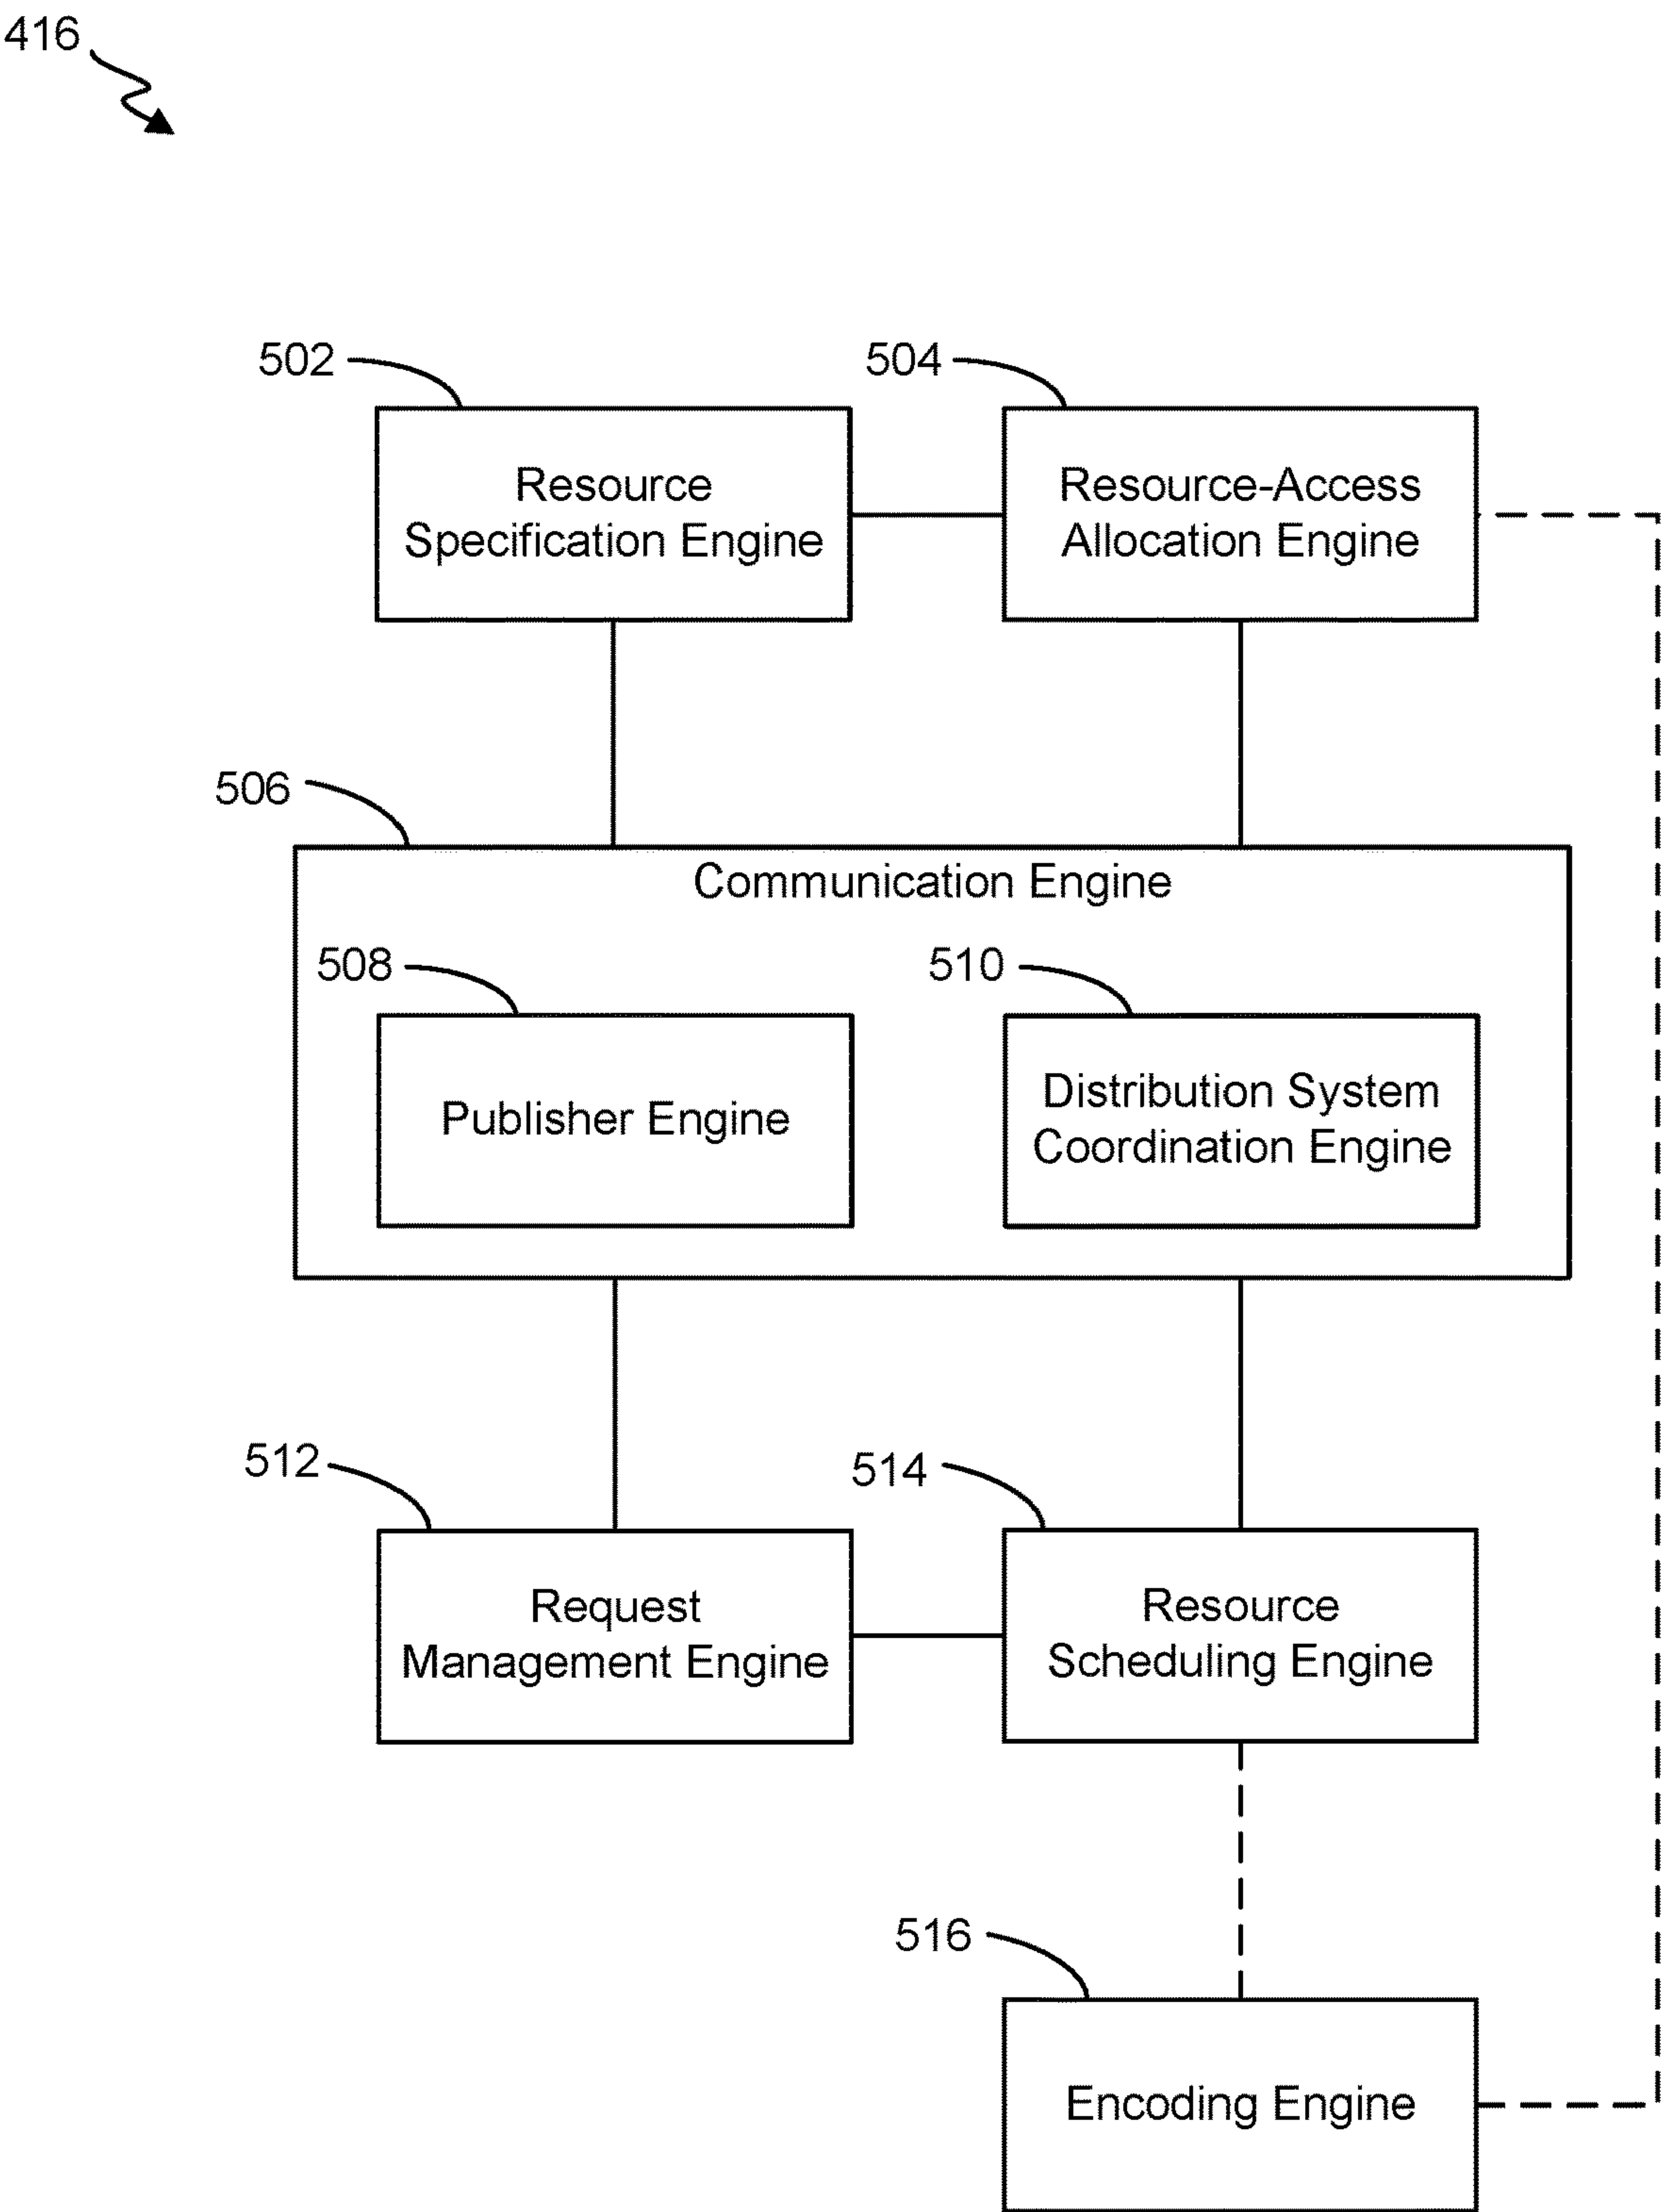 416
502
504
Resource
Specification Engine
Resource-Access
Allocation Engine
506
Communication Engine
508
510
Publisher Engine
Distribution System
Coordination Engine
512
514
Request
Management Engine
Resource
Scheduling Engine
516
Encoding Engine